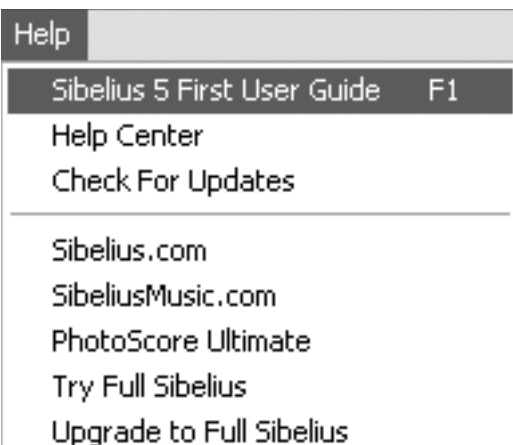 Help
Sibelius 5 First User Guide F1
Help Center
Check For Updates
Sibelius.com
SibeliusMusic.com
PhotoScore Ultimate
Try Full Sibelius
Upgrade to Full Sibelius